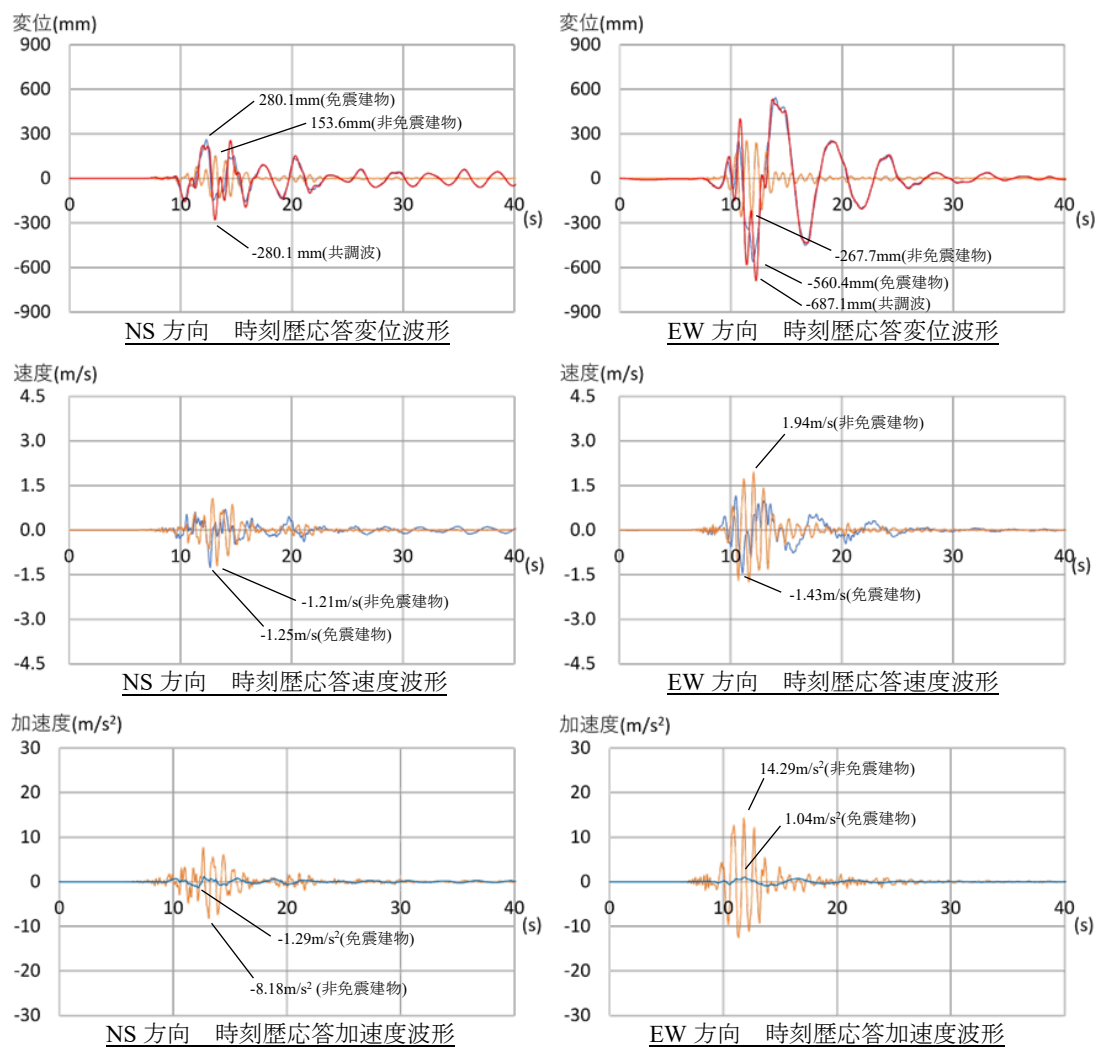 変位(mm)
900
600
300
0
-300
-600
-900
0
10
20
30
40
(s)
280.1mm(免震建物)
153.6mm(非免震建物)
-280.1 mm(共調波)
NS 方向　時刻歴応答変位波形
変位(mm)
900
600
300
0
-300
-600
-900
0
10
20
30
40
(s)
-267.7mm(非免震建物)
-560.4mm(免震建物)
-687.1mm(共調波)
EW 方向　時刻歴応答変位波形
速度(m/s)
4.5
3.0
1.5
0.0
-1.5
-3.0
-4.5
0
10
20
30
40
(s)
-1.21m/s(非免震建物)
-1.25m/s(免震建物)
NS 方向　時刻歴応答速度波形
速度(m/s)
4.5
3.0
1.5
0.0
-1.5
-3.0
-4.5
0
10
20
30
40
(s)
1.94m/s(非免震建物)
-1.43m/s(免震建物)
EW 方向　時刻歴応答速度波形
加速度(m/s²)
30
20
10
0
-10
-20
-30
0
10
20
30
40
(s)
-1.29m/s²(免震建物)
-8.18m/s² (非免震建物)
NS 方向　時刻歴応答加速度波形
加速度(m/s²)
30
20
10
0
-10
-20
-30
0
10
20
30
40
(s)
14.29m/s²(非免震建物)
1.04m/s²(免震建物)
EW 方向　時刻歴応答加速度波形